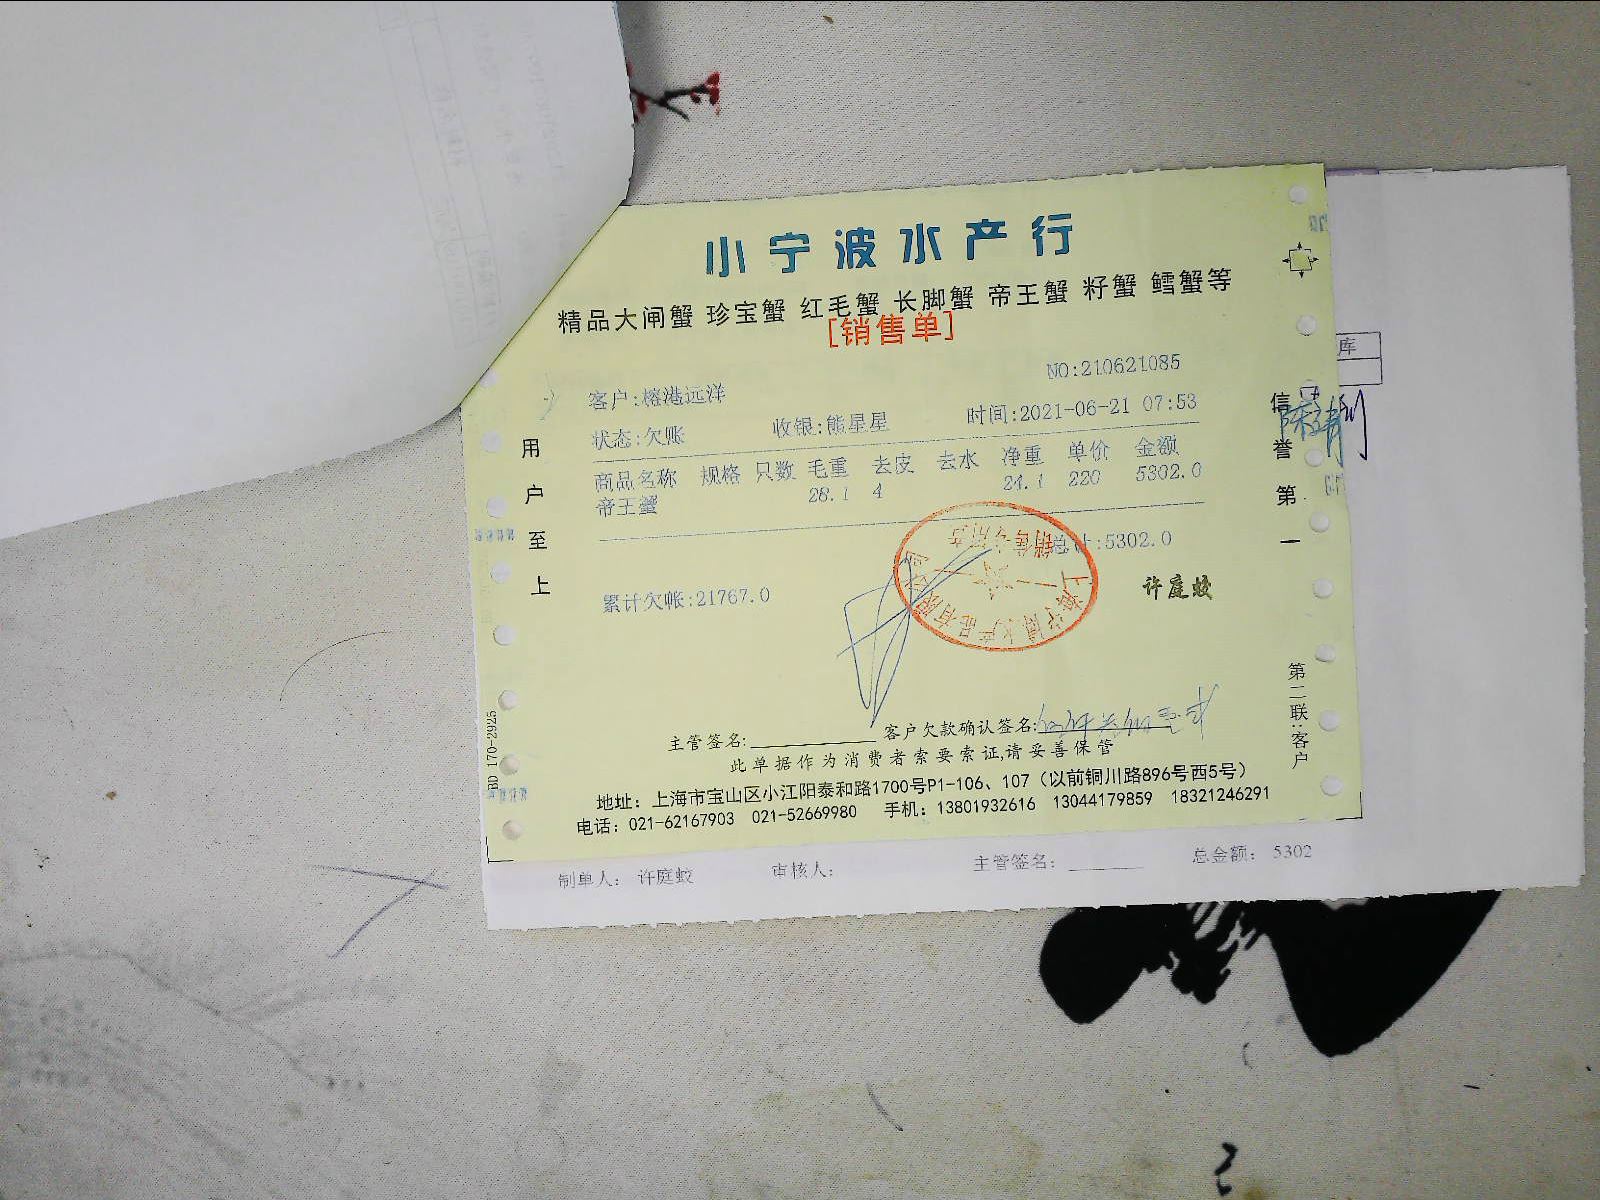 小宁波水产行
精品大闸蟹 珍宝蟹 红毛蟹 长脚蟹 帝王蟹 籽蟹 鳕蟹等
[销售单]
NO:210621085
客户:榕港远洋
状态:欠账 收银:熊星星 时间:2021-06-21 07:53
商品名称 规格 只数 毛重 去皮 去水 净重 单价 金额
帝王蟹 28.1 4 24.1 220 5302.0
总计:5302.0
累计欠帐:21767.0
许庭蛟
用户至上
信誉第一
第二联:客户
BD 170-2925
主管签名: 客户欠款确认签名:
此单据作为消费者索要索证,请妥善保管
地址：上海市宝山区小江阳泰和路1700号P1-106、107（以前铜川路896号西5号）
电话：021-62167903 021-52669980 手机：13801932616 13044179859 18321246291
制单人： 许庭蛟 审核人： 主管签名： 总金额： 5302
库